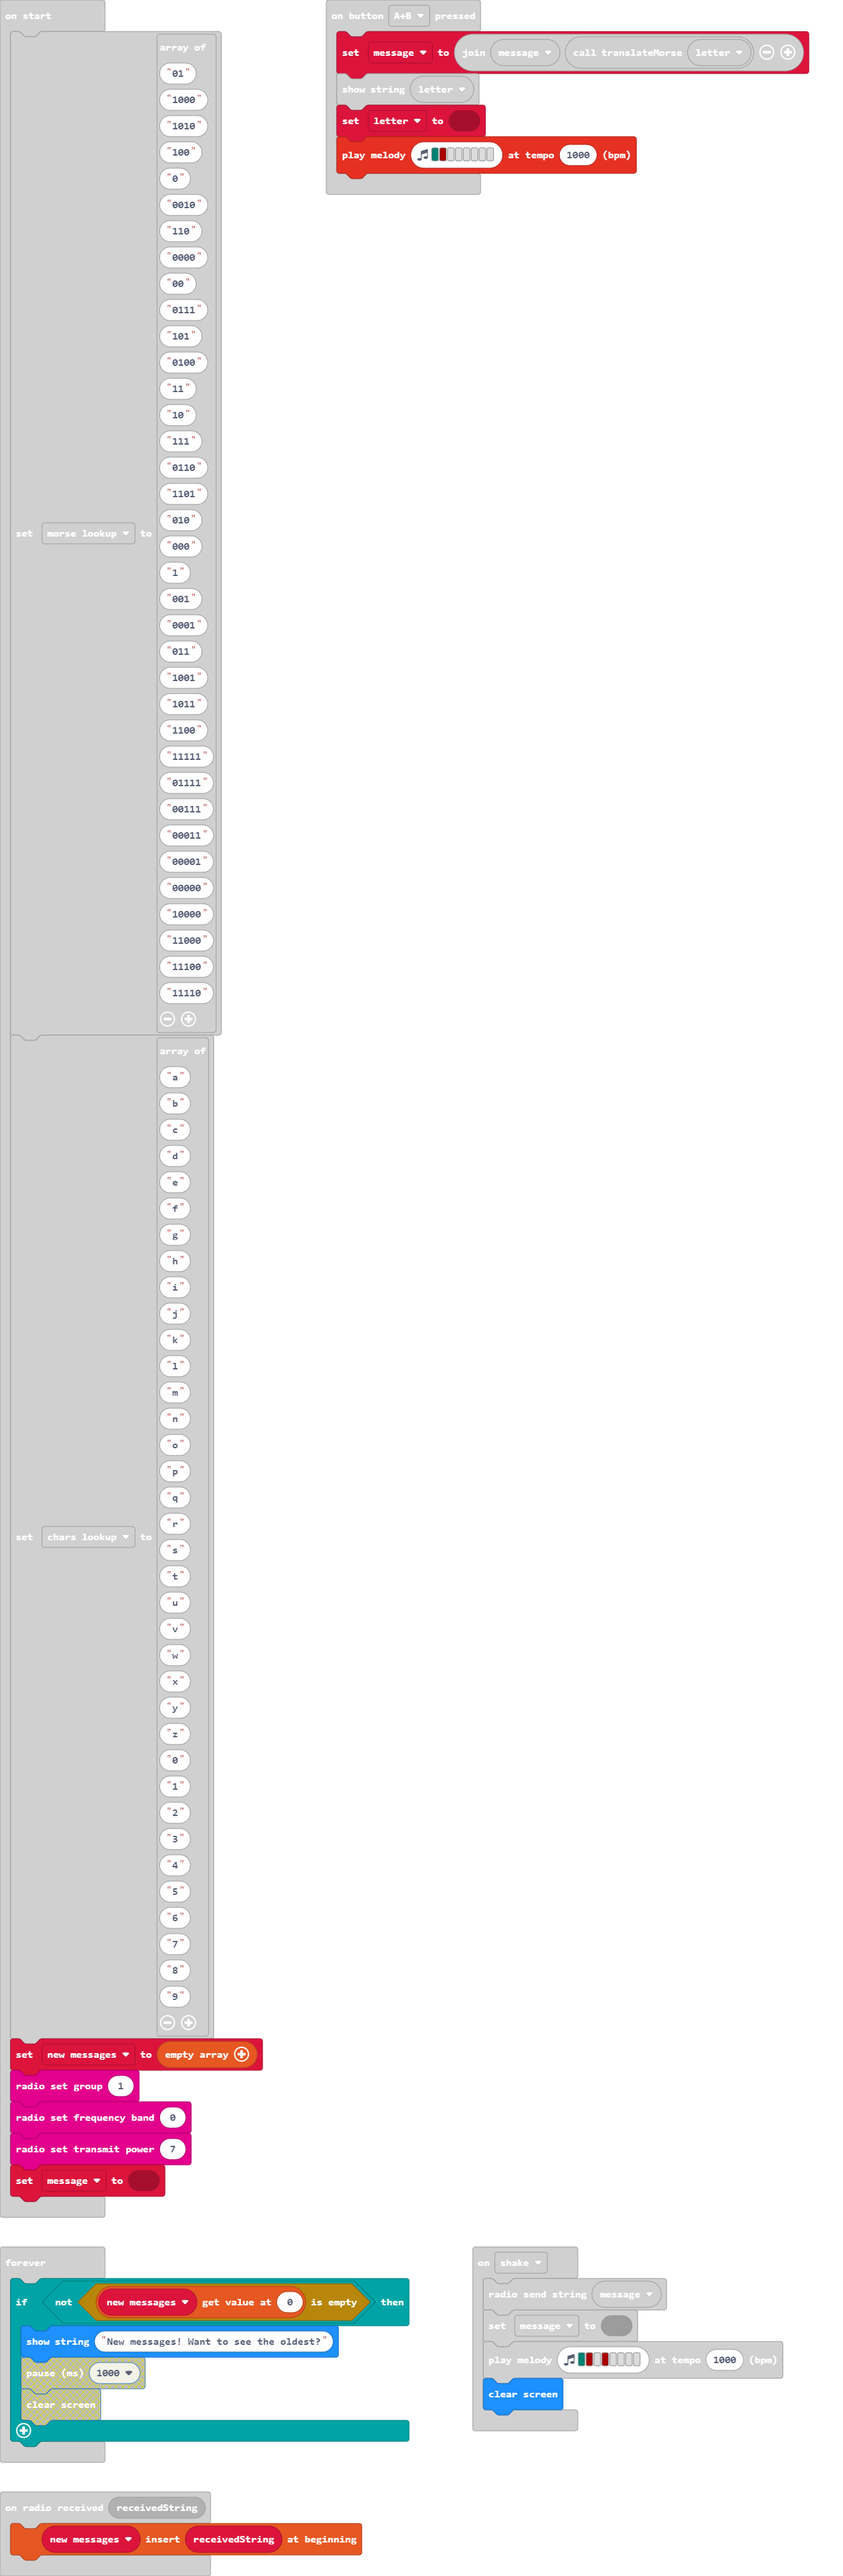 on start
set morse lookup to array of
"01"
"1000"
"1010"
"100"
"0"
"0010"
"110"
"0000"
"00"
"0111"
"101"
"0100"
"11"
"10"
"111"
"0110"
"1101"
"010"
"000"
"1"
"001"
"0001"
"011"
"1001"
"1011"
"1100"
"11111"
"01111"
"00111"
"00011"
"00001"
"00000"
"10000"
"11000"
"11100"
"11110"
set chars lookup to array of
"a"
"b"
"c"
"d"
"e"
"f"
"g"
"h"
"i"
"j"
"k"
"l"
"m"
"n"
"o"
"p"
"q"
"r"
"s"
"t"
"u"
"v"
"w"
"x"
"y"
"z"
"0"
"1"
"2"
"3"
"4"
"5"
"6"
"7"
"8"
"9"
set new messages to empty array
radio set group 1
radio set frequency band 0
radio set transmit power 7
set message to
on button A+B pressed
set message to join message call translateMorse letter
show string letter
set letter to
play melody at tempo 1000 (bpm)
forever
if not new messages get value at 0 is empty then
show string "New messages! Want to see the oldest?"
pause (ms) 1000
clear screen
on shake
radio send string message
set message to
play melody at tempo 1000 (bpm)
clear screen
on radio received receivedString
new messages insert receivedString at beginning